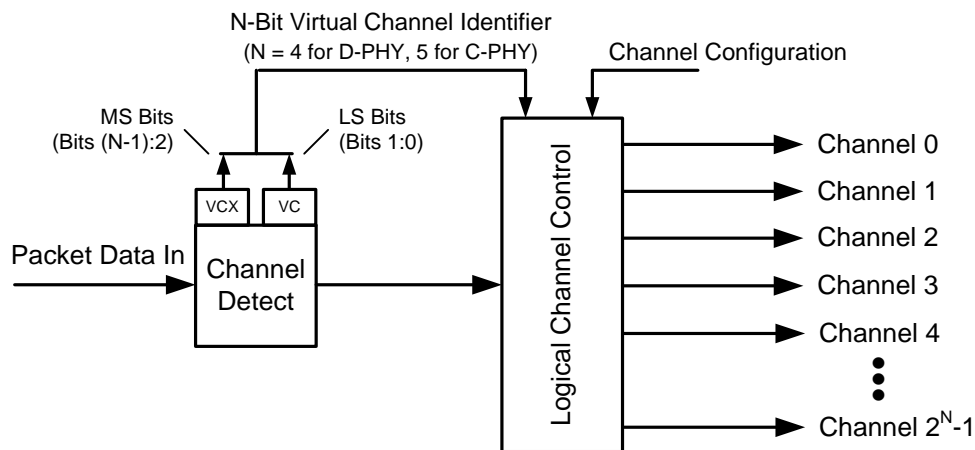 N-Bit Virtual Channel Identifier
(N = 4 for D-PHY, 5 for C-PHY)
Channel Configuration
MS Bits
(Bits (N-1):2)
LS Bits
(Bits 1:0)
VCX
VC
Packet Data In
Channel
Detect
Logical Channel Control
Channel 0
Channel 1
Channel 2
Channel 3
Channel 4
Channel 2^N-1